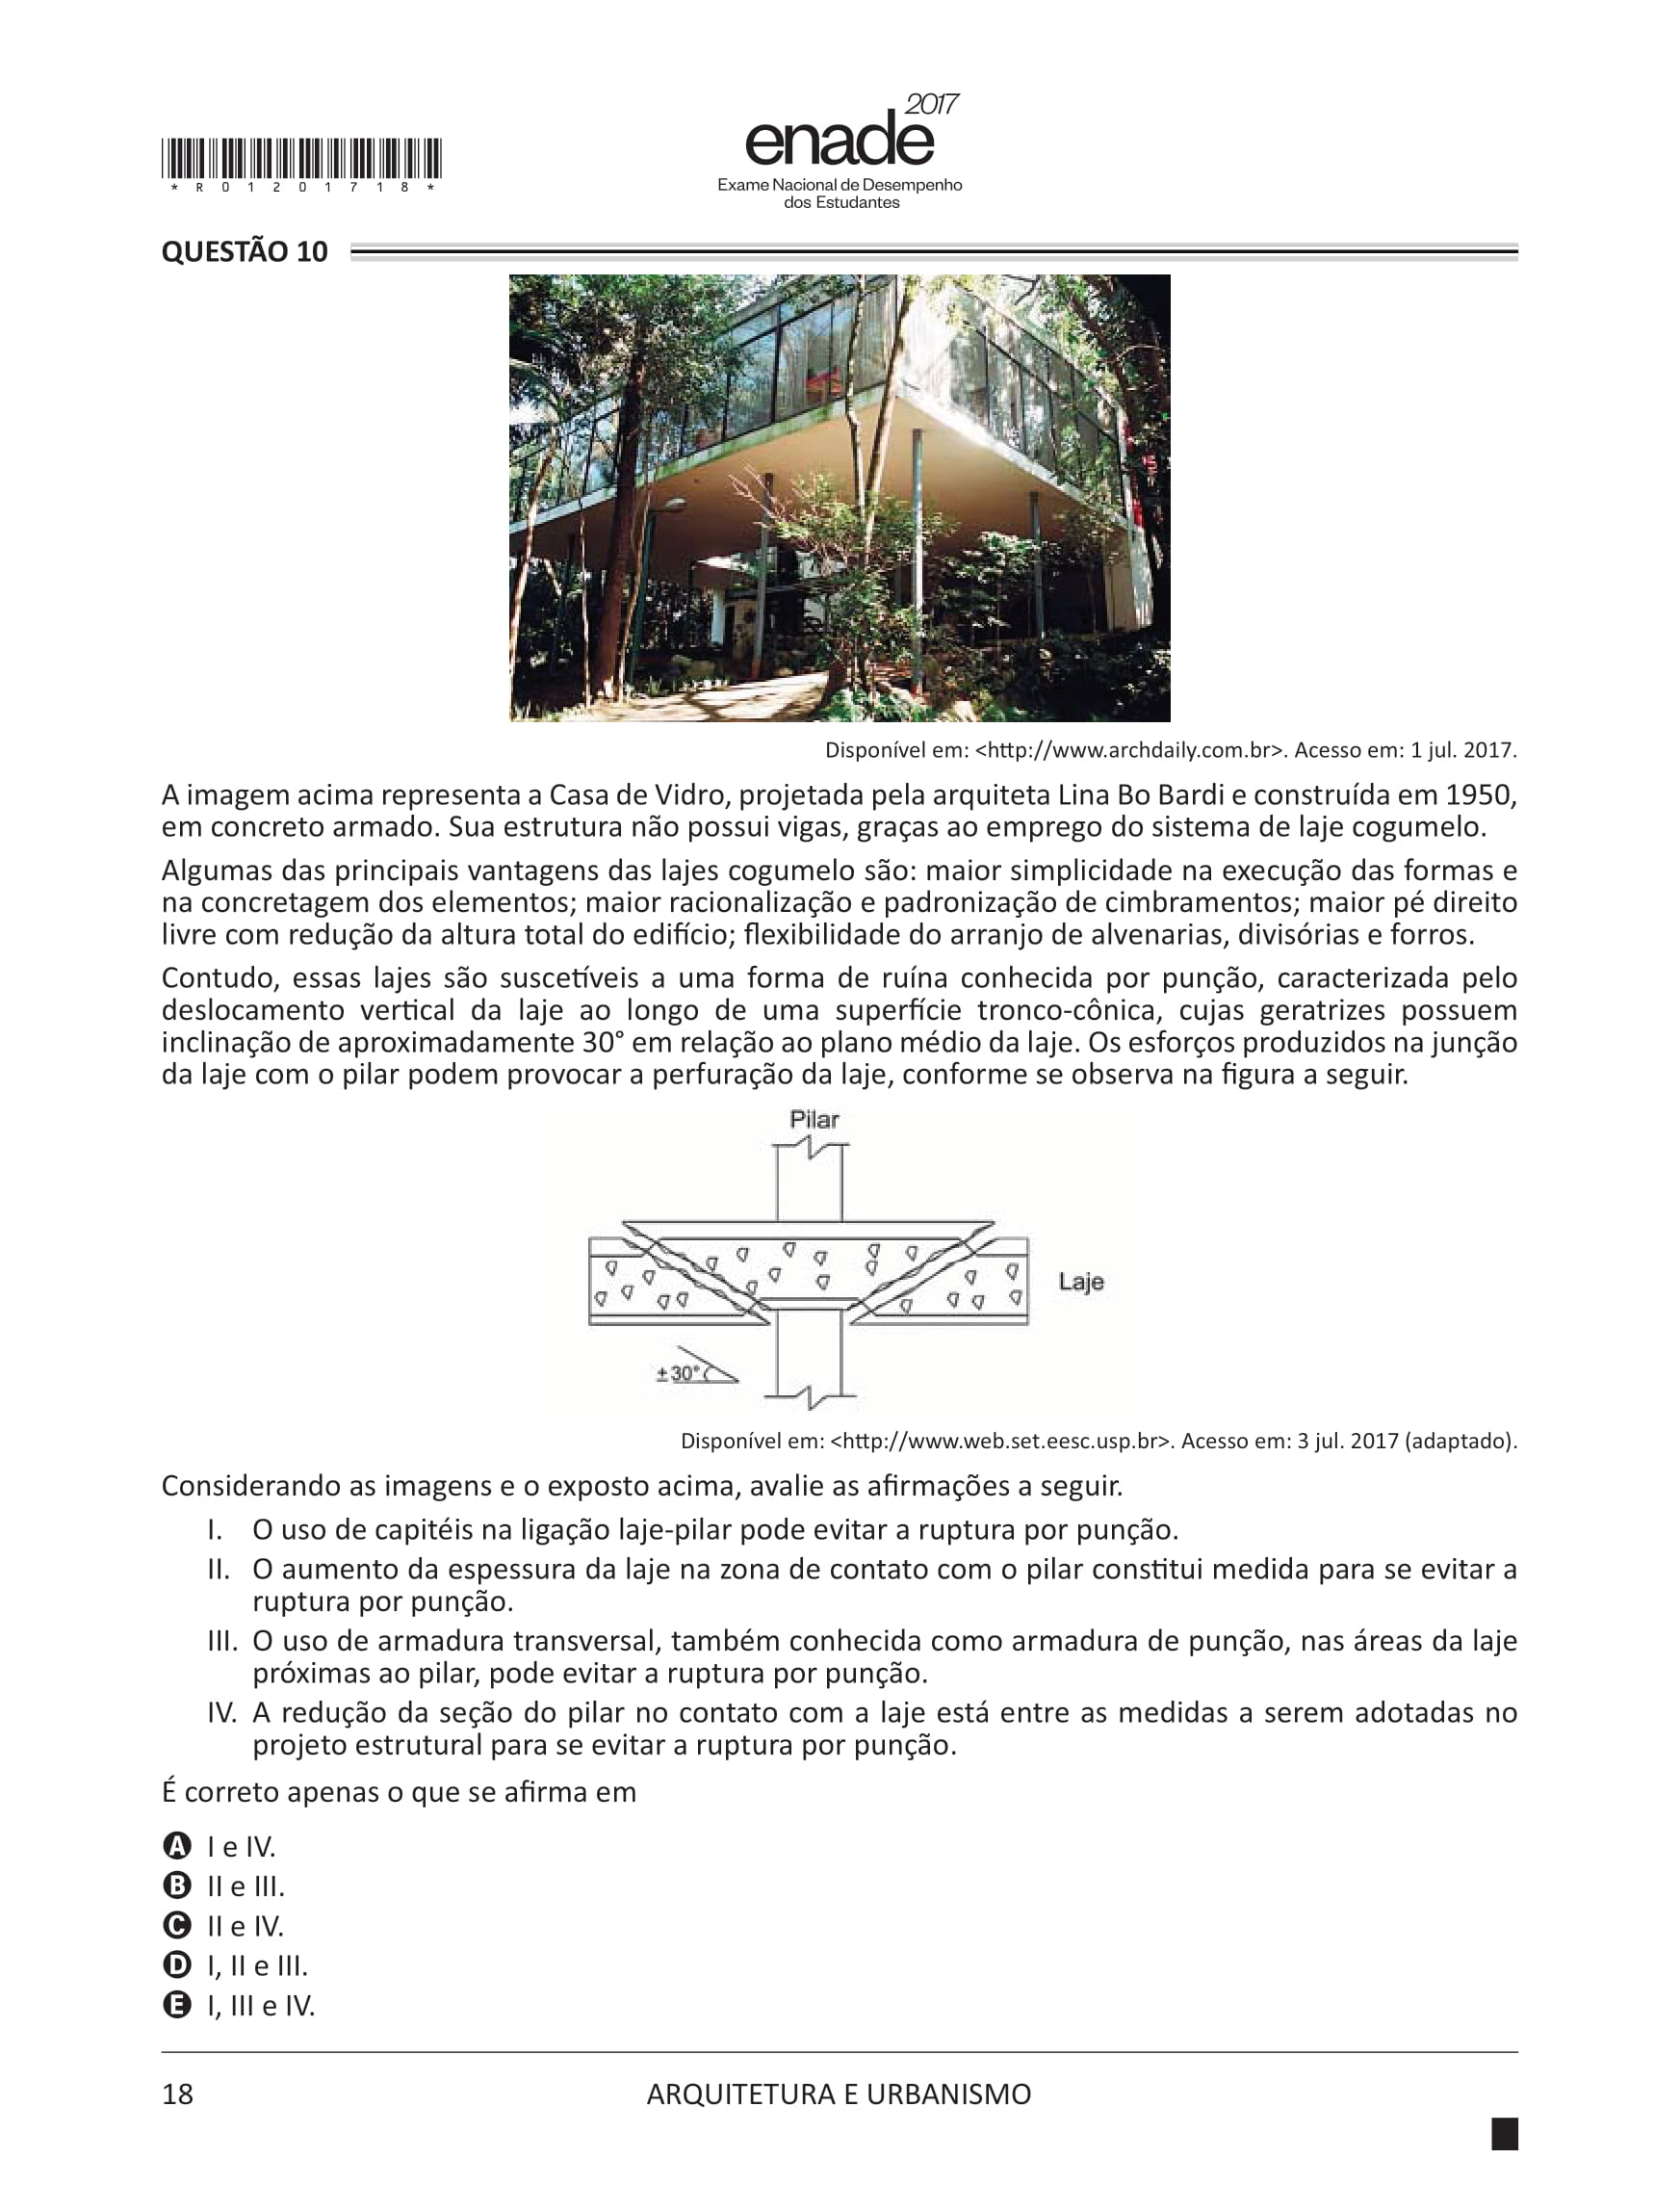 2017
enade
Exame Nacional de Desempenho
dos Estudantes
* R 0 1 2 0 1 7 1 8 *
QUESTÃO 10
Disponível em: <http://www.archdaily.com.br>. Acesso em: 1 jul. 2017.
A imagem acima representa a Casa de Vidro, projetada pela arquiteta Lina Bo Bardi e construída em 1950,
em concreto armado. Sua estrutura não possui vigas, graças ao emprego do sistema de laje cogumelo.
Algumas das principais vantagens das lajes cogumelo são: maior simplicidade na execução das formas e
na concretagem dos elementos; maior racionalização e padronização de cimbramentos; maior pé direito
livre com redução da altura total do edifício; flexibilidade do arranjo de alvenarias, divisórias e forros.
Contudo, essas lajes são suscetíveis a uma forma de ruína conhecida por punção, caracterizada pelo
deslocamento vertical da laje ao longo de uma superfície tronco-cônica, cujas geratrizes possuem
inclinação de aproximadamente 30° em relação ao plano médio da laje. Os esforços produzidos na junção
da laje com o pilar podem provocar a perfuração da laje, conforme se observa na figura a seguir.
Pilar
Laje
±30°
Disponível em: <http://www.web.set.eesc.usp.br>. Acesso em: 3 jul. 2017 (adaptado).
Considerando as imagens e o exposto acima, avalie as afirmações a seguir.
I. O uso de capitéis na ligação laje-pilar pode evitar a ruptura por punção.
II. O aumento da espessura da laje na zona de contato com o pilar constitui medida para se evitar a
ruptura por punção.
III. O uso de armadura transversal, também conhecida como armadura de punção, nas áreas da laje
próximas ao pilar, pode evitar a ruptura por punção.
IV. A redução da seção do pilar no contato com a laje está entre as medidas a serem adotadas no
projeto estrutural para se evitar a ruptura por punção.
É correto apenas o que se afirma em
A I e IV.
B II e III.
C II e IV.
D I, II e III.
E I, III e IV.
18
ARQUITETURA E URBANISMO